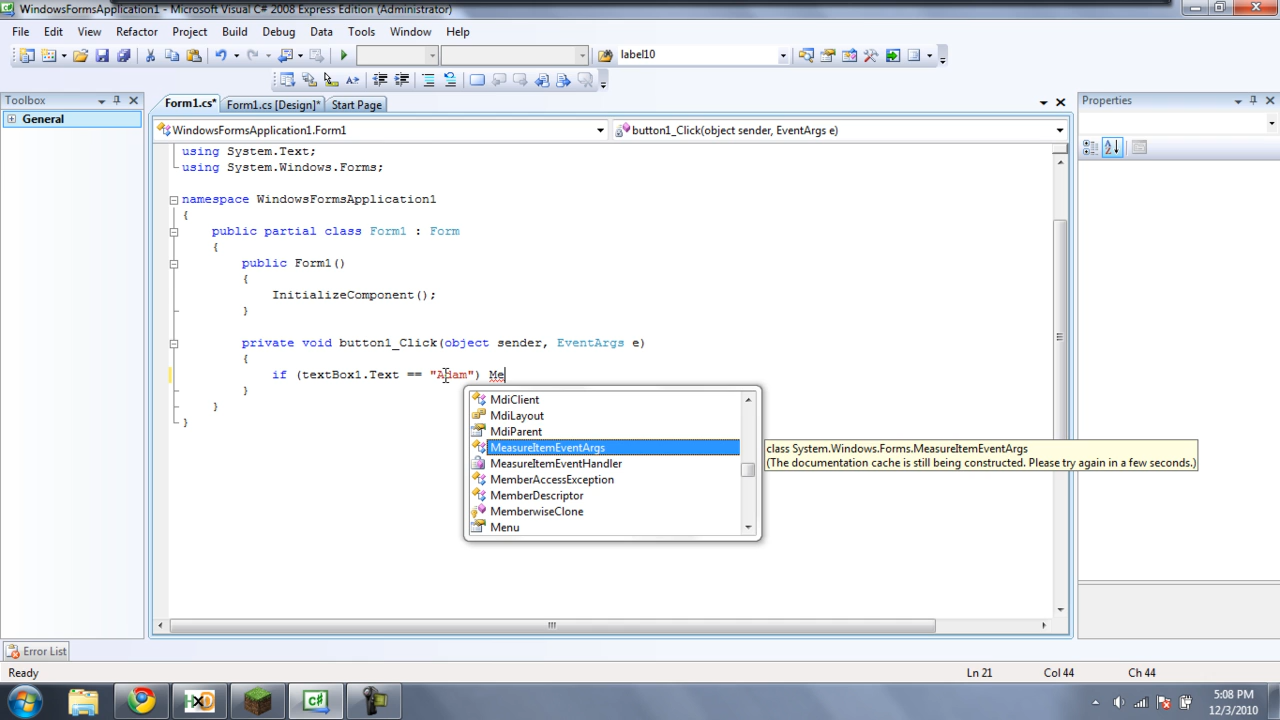 WindowsFormsApplication1 - Microsoft Visual C# 2008 Express Edition (Administrator)
File Edit View Refactor Project Build Debug Data Tools Window Help
label10
Toolbox
General
Form1.cs* Form1.cs [Design]* Start Page
WindowsFormsApplication1.Form1
button1_Click(object sender, EventArgs e)
Properties
using System.Text;
using System.Windows.Forms;
namespace WindowsFormsApplication1
{
public partial class Form1 : Form
{
public Form1()
{
InitializeComponent();
}
private void button1_Click(object sender, EventArgs e)
{
if (textBox1.Text == "Adam") Me
}
}
}
MdiClient
MdiLayout
MdiParent
MeasureItemEventArgs
MeasureItemEventHandler
MemberAccessException
MemberDescriptor
MemberwiseClone
Menu
class System.Windows.Forms.MeasureItemEventArgs
(The documentation cache is still being constructed. Please try again in a few seconds.)
Error List
Ready
Ln 21
Col 44
Ch 44
5:08 PM
12/3/2010